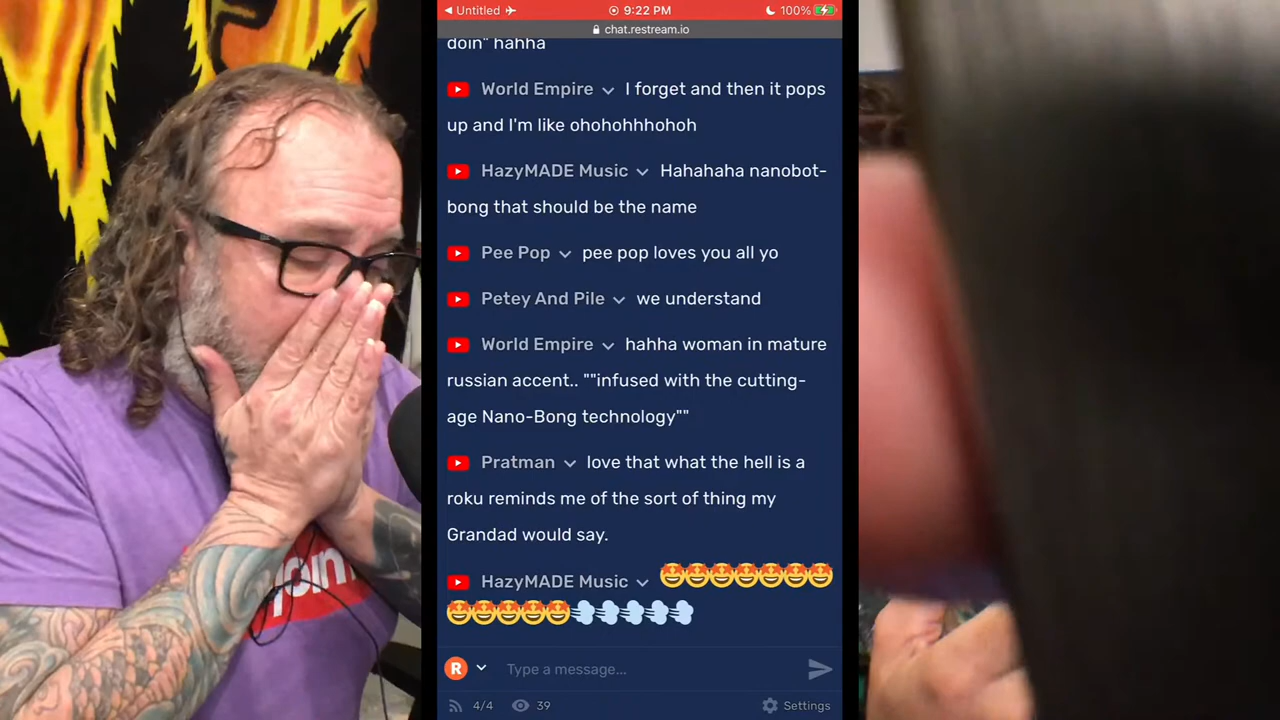 Untitled 9:22 PM 100%
chat.restream.io
doin" hahha
World Empire I forget and then it pops
up and I'm like ohohohhhohoh
HazyMADE Music Hahahaha nanobot-
bong that should be the name
Pee Pop pee pop loves you all yo
Petey And Pile we understand
World Empire hahha woman in mature
russian accent.. ""infused with the cutting-
age Nano-Bong technology""
Pratman love that what the hell is a
roku reminds me of the sort of thing my
Grandad would say.
HazyMADE Music 🤩🤩🤩🤩🤩🤩🤩
🤩🤩🤩🤩🤩💨💨💨💨💨
R Type a message...
4/4 39 Settings